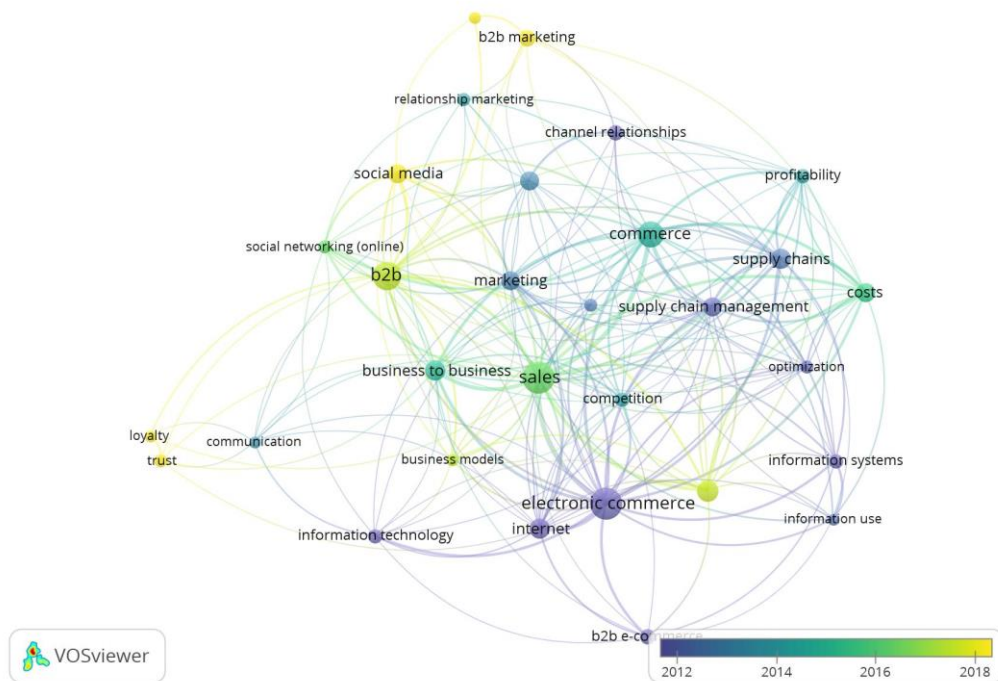 b2b marketing
relationship marketing
channel relationships
social media
profitability
commerce
social networking (online)
supply chains
b2b
marketing
costs
supply chain management
business to business
sales
optimization
competition
loyalty
communication
trust
business models
information systems
electronic commerce
information use
internet
information technology
b2b e-commerce
VOSviewer
2012 2014 2016 2018